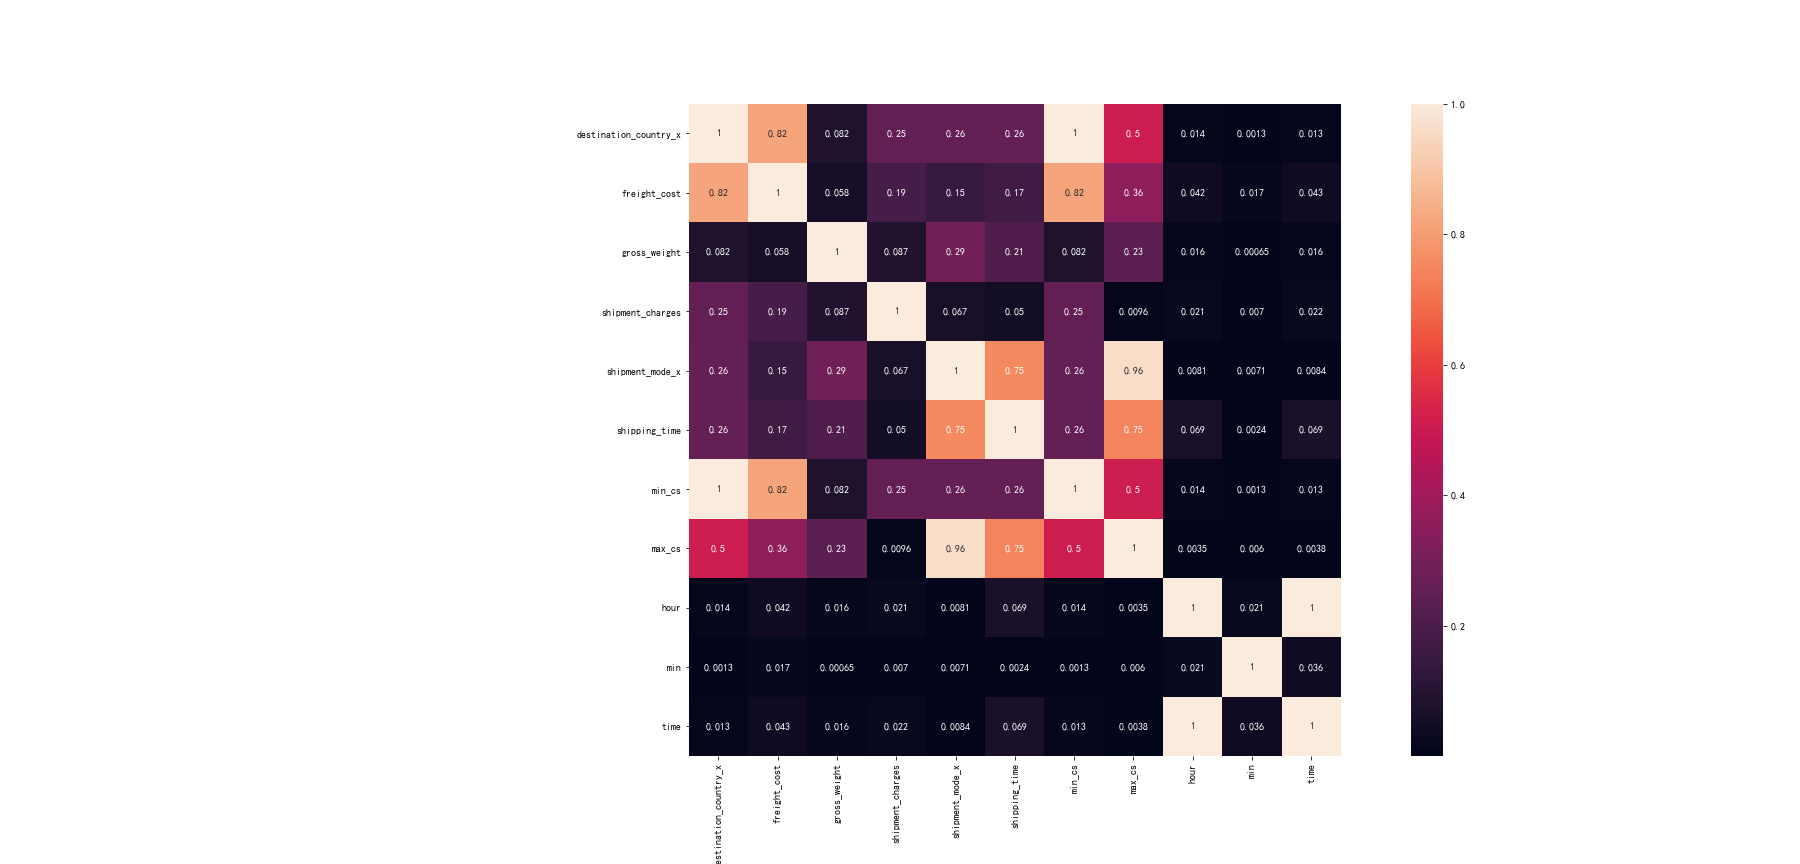 destination_country_x 1 0.82 0.082 0.25 0.26 0.26 1 0.5 0.014 0.0013 0.013
freight_cost 0.82 1 0.058 0.19 0.15 0.17 0.82 0.36 0.042 0.017 0.043
gross_weight 0.082 0.058 1 0.087 0.29 0.21 0.082 0.23 0.016 0.00065 0.016
shipment_charges 0.25 0.19 0.087 1 0.067 0.05 0.25 0.0096 0.021 0.007 0.022
shipment_mode_x 0.26 0.15 0.29 0.067 1 0.75 0.26 0.96 0.0081 0.0071 0.0084
shipping_time 0.26 0.17 0.21 0.05 0.75 1 0.26 0.75 0.069 0.0024 0.069
min_cs 1 0.82 0.082 0.25 0.26 0.26 1 0.5 0.014 0.0013 0.013
max_cs 0.5 0.36 0.23 0.0096 0.96 0.75 0.5 1 0.0035 0.006 0.0038
hour 0.014 0.042 0.016 0.021 0.0081 0.069 0.014 0.0035 1 0.021 1
min 0.0013 0.017 0.00065 0.007 0.0071 0.0024 0.0013 0.006 0.021 1 0.036
time 0.013 0.043 0.016 0.022 0.0084 0.069 0.013 0.0038 1 0.036 1
estination_country_x
freight_cost
gross_weight
shipment_charges
shipment_mode_x
shipping_time
min_cs
max_cs
hour
min
time
1.0
0.8
0.6
0.4
0.2